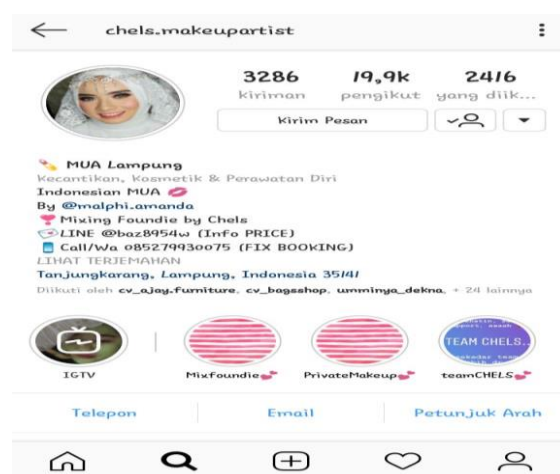 chels.makeupartist
3286 19,9k 2416
kiriman pengikut yang diik...
Kirim Pesan
MUA Lampung
Kecantikan, Kosmetik & Perawatan Diri
Indonesian MUA
By @malphi.amanda
Mixing Foundie by Chels
LINE @baz8954w (Info PRICE)
Call/Wa 085279930075 (FIX BOOKING)
LIHAT TERJEMAHAN
Tanjungkarang, Lampung, Indonesia 35141
Diikuti oleh cv_ajay.furniture, cv_bagsshop, umminya_dekna, + 24 lainnya
TEAM CHELS..
IGTV Mixfoundie💕 PrivateMakeup💕 teamCHELS💕
Telepon Email Petunjuk Arah